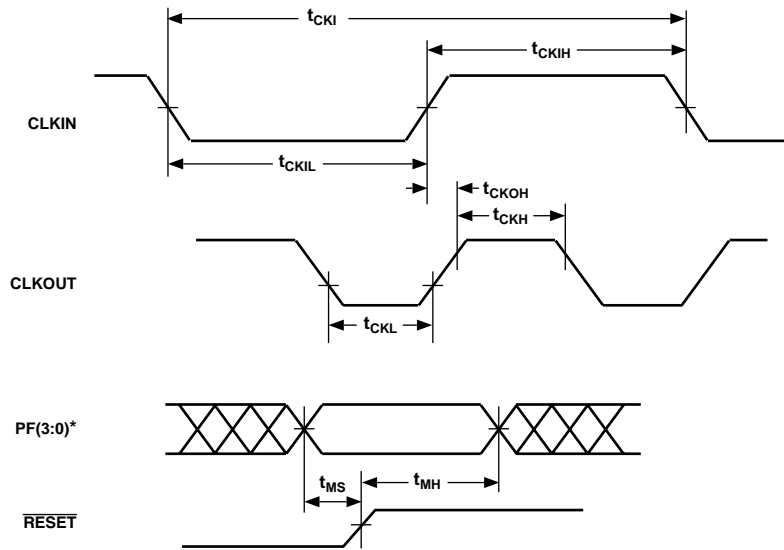 tCKI
tCKIH
CLKIN
tCKIL
tCKOH
tCKH
CLKOUT
tCKL
PF(3:0)*
tMS
tMH
RESET